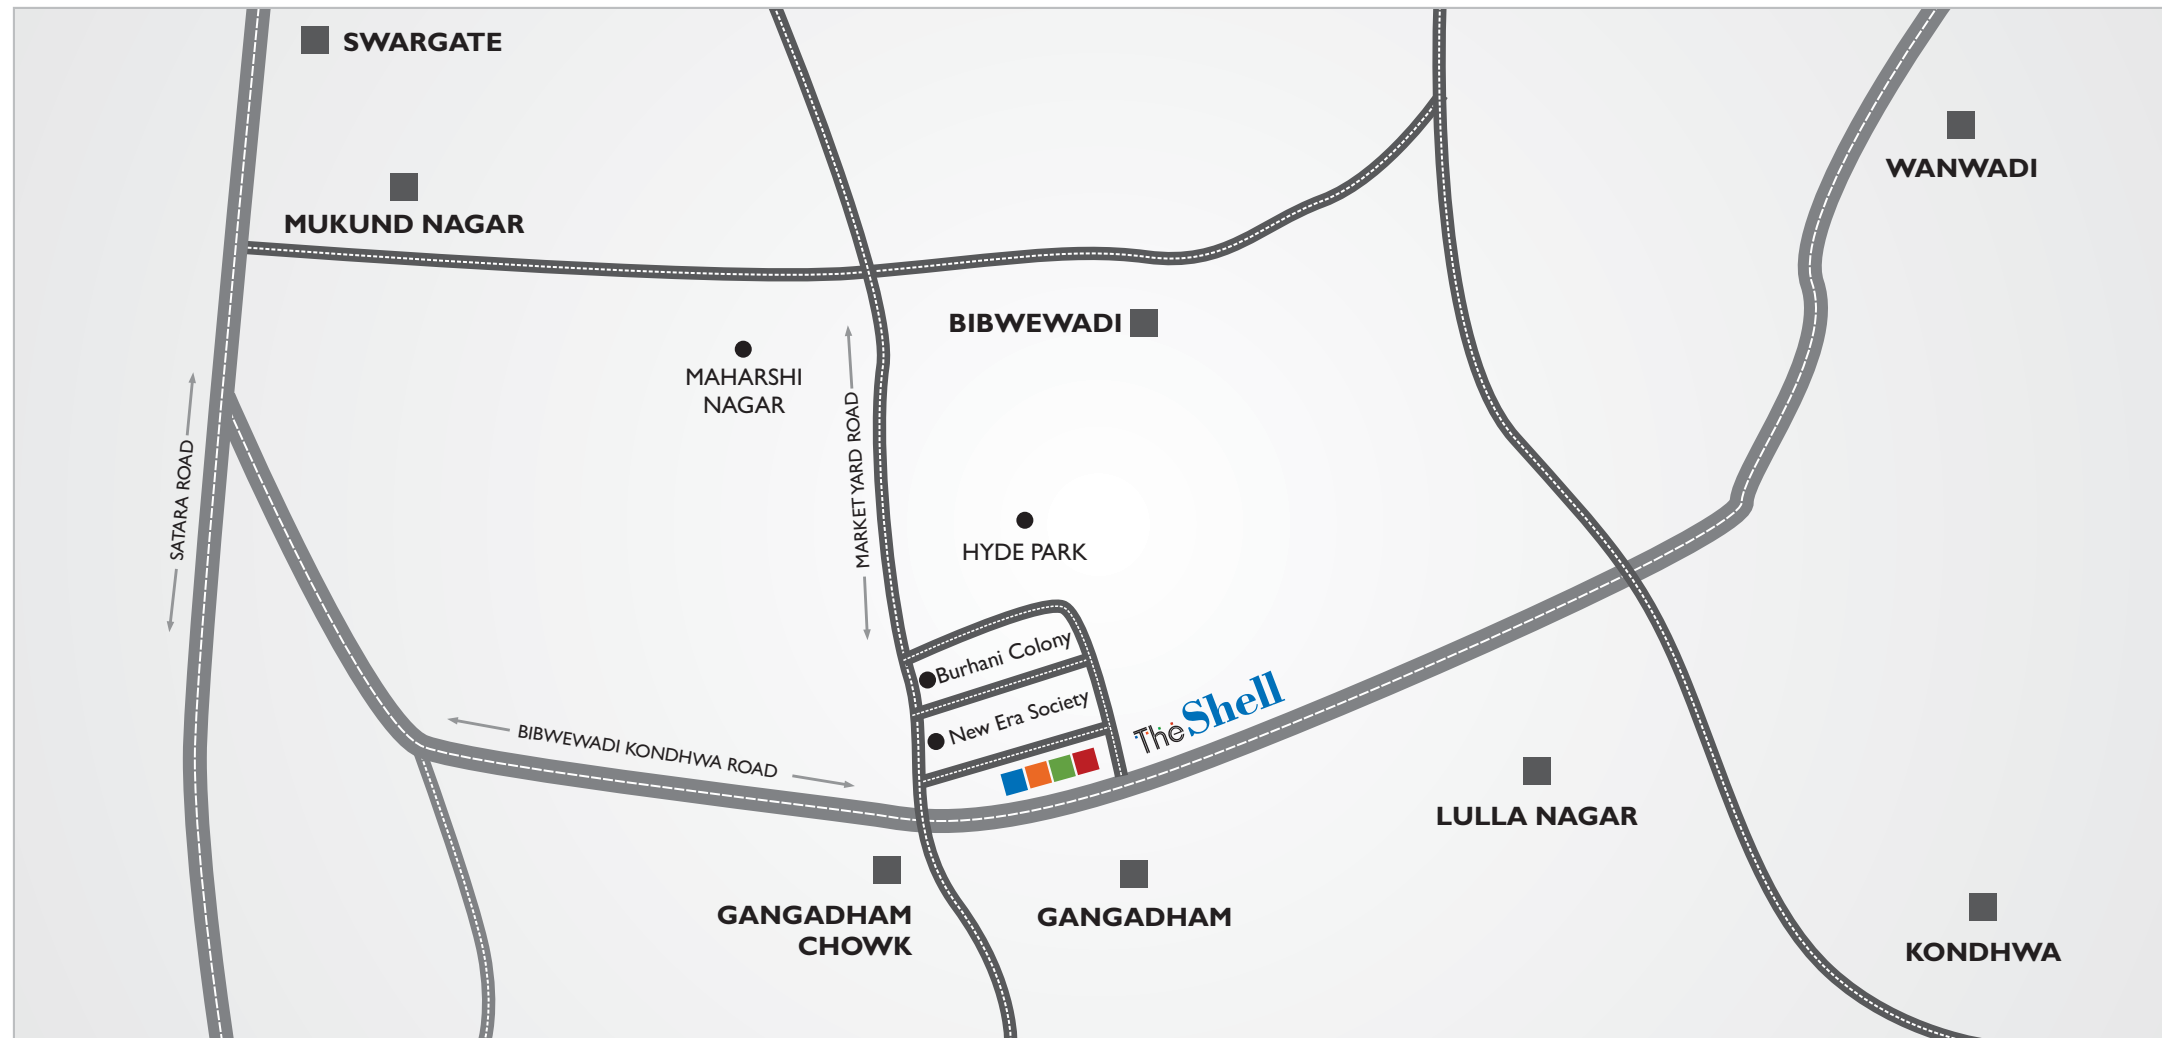 SWARGATE
WANWADI
MUKUND NAGAR
BIBWEWADI
MAHARSHI
NAGAR
MARKET YARD ROAD
SATARA ROAD
HYDE PARK
Burhani Colony
New Era Society
The Shell
BIBWEWADI KONDHWA ROAD
LULLA NAGAR
GANGADHAM
CHOWK
GANGADHAM
KONDHWA